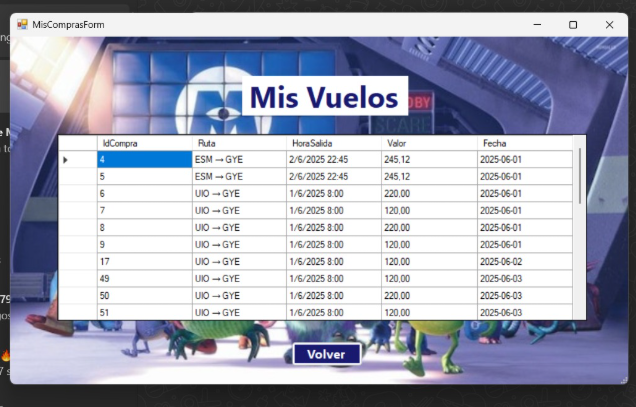 MisComprasForm
Mis Vuelos
IdCompra Ruta HoraSalida Valor Fecha
4 ESM → GYE 2/6/2025 22:45 245,12 2025-06-01
5 ESM → GYE 2/6/2025 22:45 245,12 2025-06-01
6 UIO → GYE 1/6/2025 8:00 220,00 2025-06-01
7 UIO → GYE 1/6/2025 8:00 120,00 2025-06-01
8 UIO → GYE 1/6/2025 8:00 220,00 2025-06-01
9 UIO → GYE 1/6/2025 8:00 120,00 2025-06-01
17 UIO → GYE 1/6/2025 8:00 120,00 2025-06-02
49 UIO → GYE 1/6/2025 8:00 120,00 2025-06-03
50 UIO → GYE 1/6/2025 8:00 220,00 2025-06-03
51 UIO → GYE 1/6/2025 8:00 120,00 2025-06-03
Volver